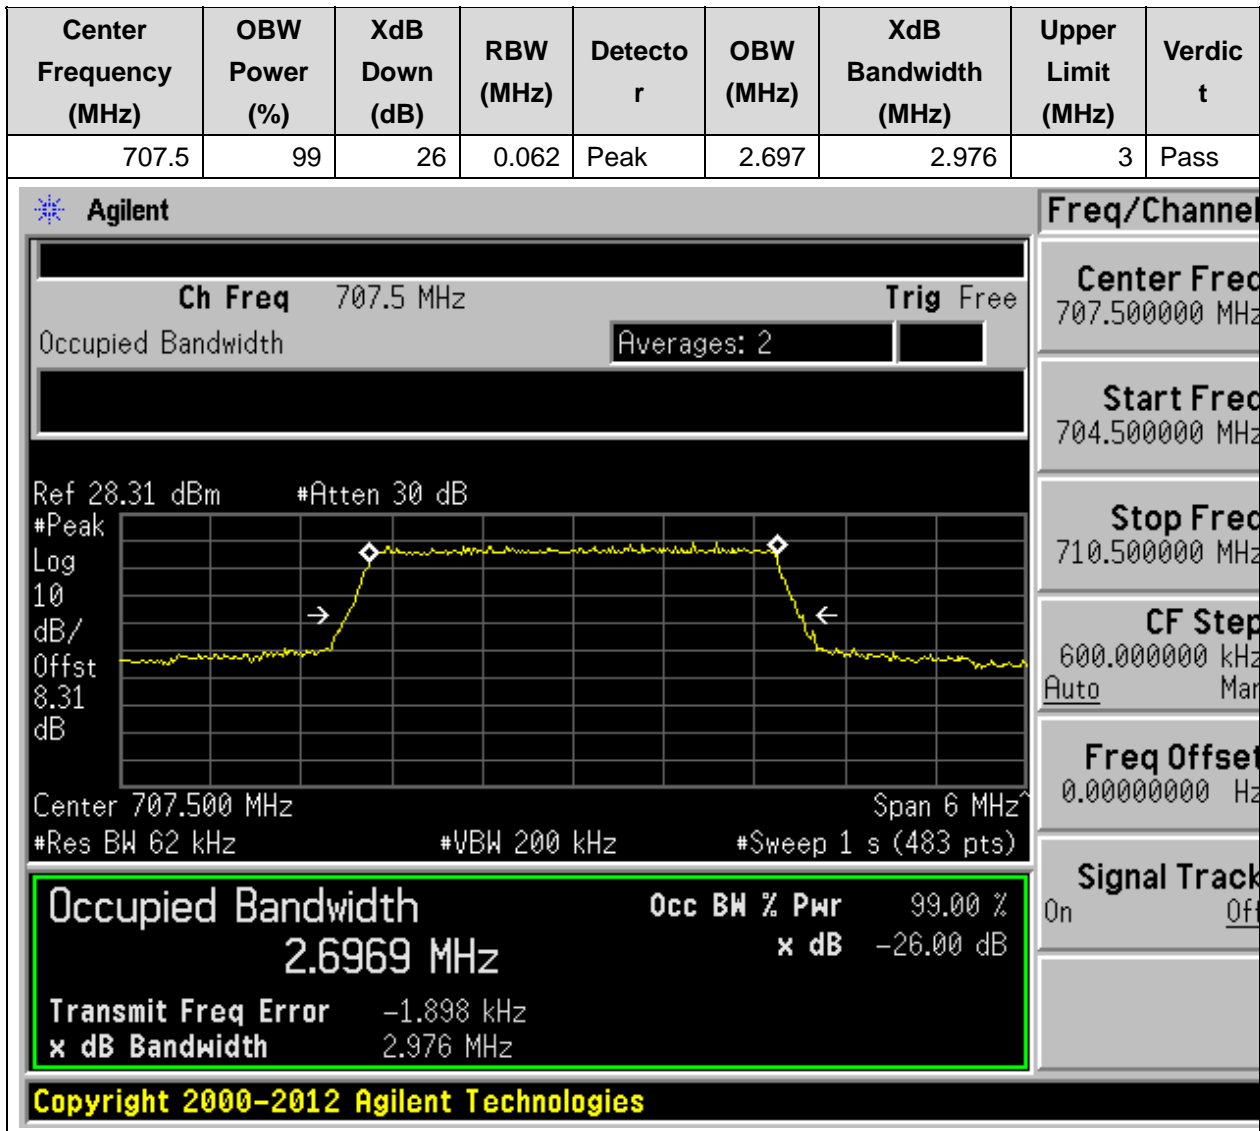 Center Frequency (MHz) OBW Power (%) XdB Down (dB) RBW (MHz) Detecto r OBW (MHz) XdB Bandwidth (MHz) Upper Limit (MHz) Verdic t
707.5 99 26 0.062 Peak 2.697 2.976 3 Pass
Agilent
Freq/Channel
Ch Freq 707.5 MHz Trig Free
Occupied Bandwidth Averages: 2
Center Freq
707.500000 MHz
Start Freq
704.500000 MHz
Ref 28.31 dBm #Atten 30 dB
#Peak
Log
10
dB/
Offst
8.31
dB
Stop Freq
710.500000 MHz
CF Step
600.000000 kHz
Auto Man
Freq Offset
0.00000000 Hz
Center 707.500 MHz Span 6 MHz^
#Res BW 62 kHz #VBW 200 kHz #Sweep 1 s (483 pts)
Signal Track
On Off
Occupied Bandwidth
2.6969 MHz
Occ BW % Pwr 99.00 %
x dB -26.00 dB
Transmit Freq Error -1.898 kHz
x dB Bandwidth 2.976 MHz
Copyright 2000-2012 Agilent Technologies